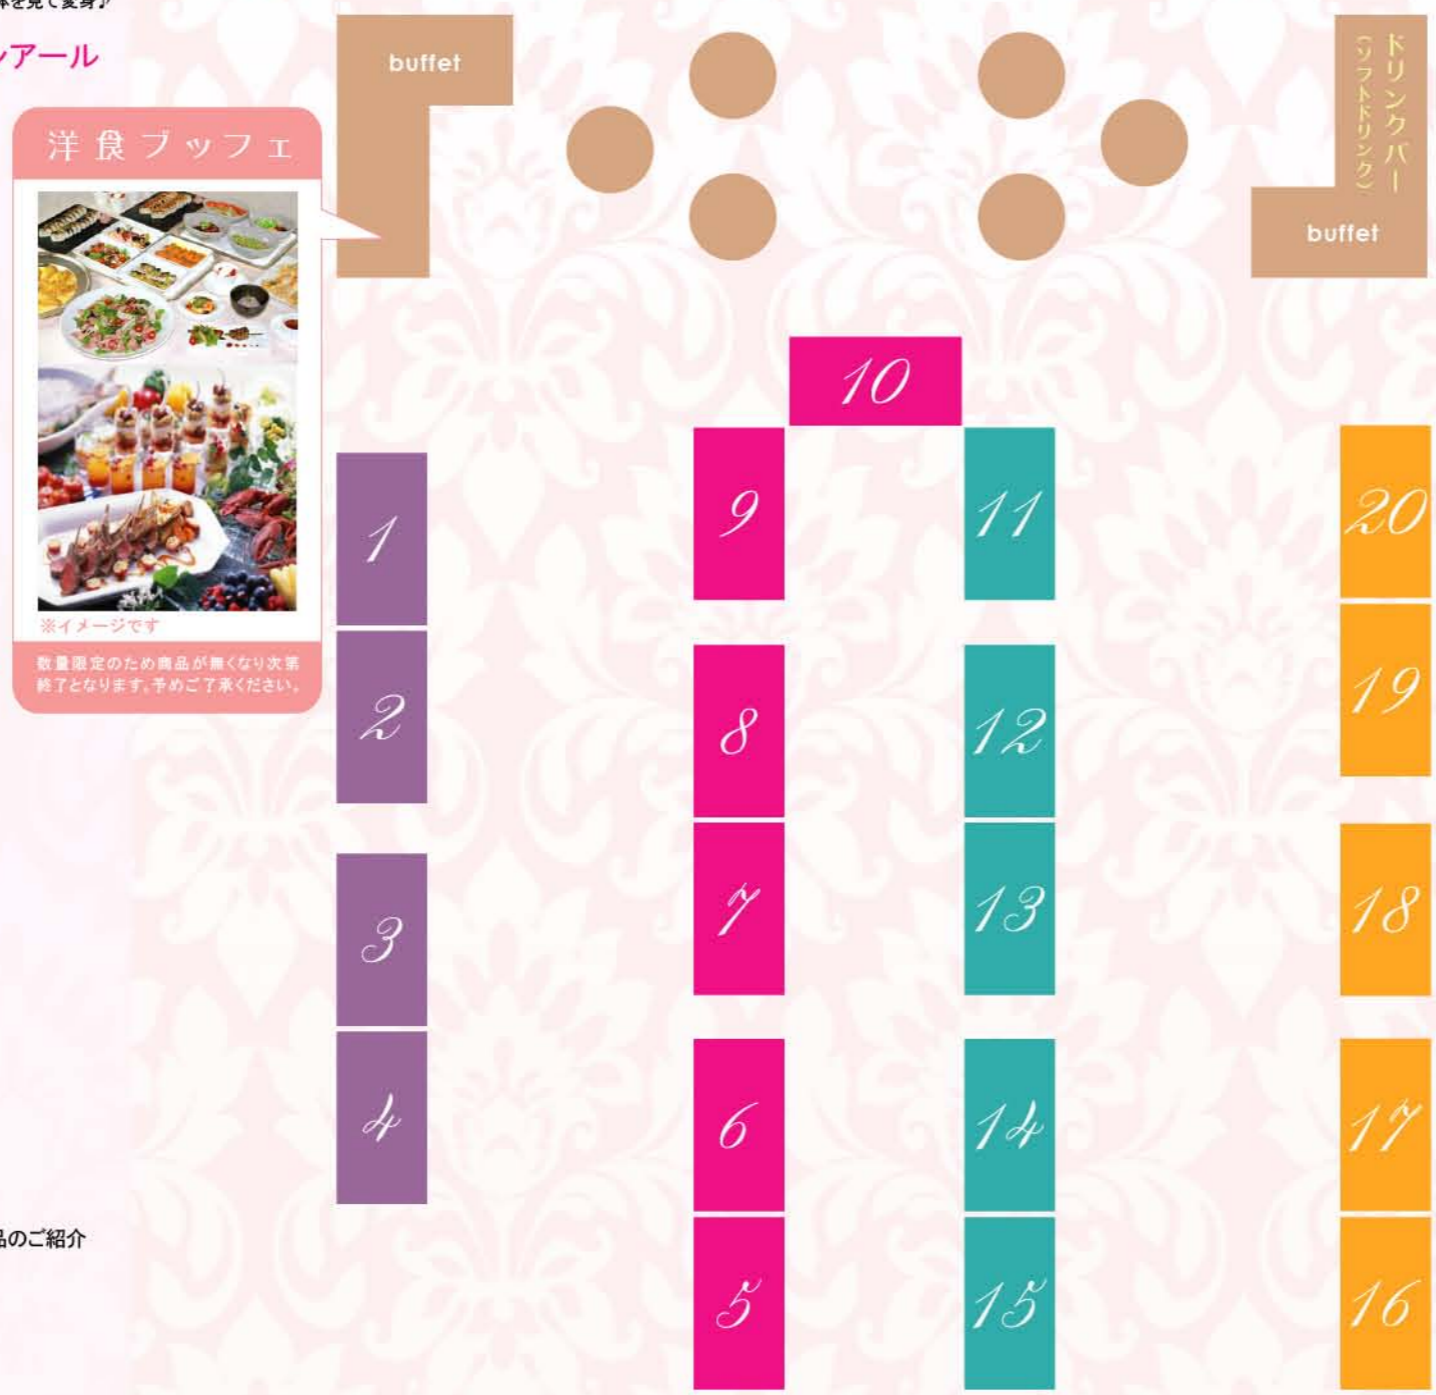 ンアール
洋食ブッフェ
※イメージです
数量限定のため商品が無くなり次第
終了となります。予めご了承ください。
品のご紹介
buffet
ドリンクバー
(ソフトドリンク)
buffet
10
9
11
20
1
19
2
8
12
7
13
18
3
4
6
14
17
5
15
16